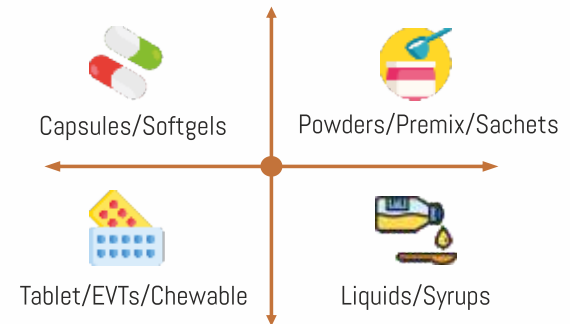 Capsules/Softgels
Powders/Premix/Sachets
Tablet/EVTs/Chewable
Liquids/Syrups